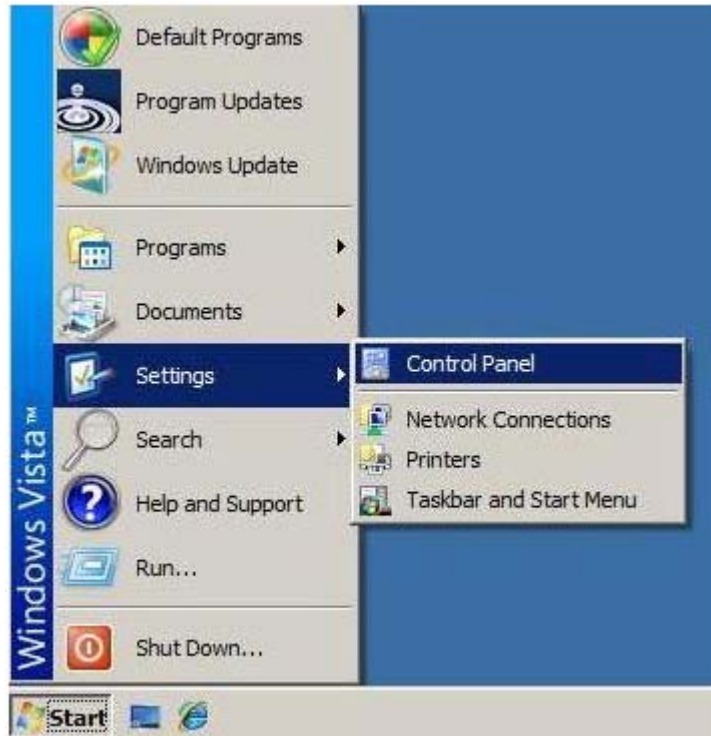 Default Programs
Program Updates
Windows Update
Programs
Documents
Settings
Search
Help and Support
Run...
Shut Down...
Control Panel
Network Connections
Printers
Taskbar and Start Menu
Windows Vista™
Start